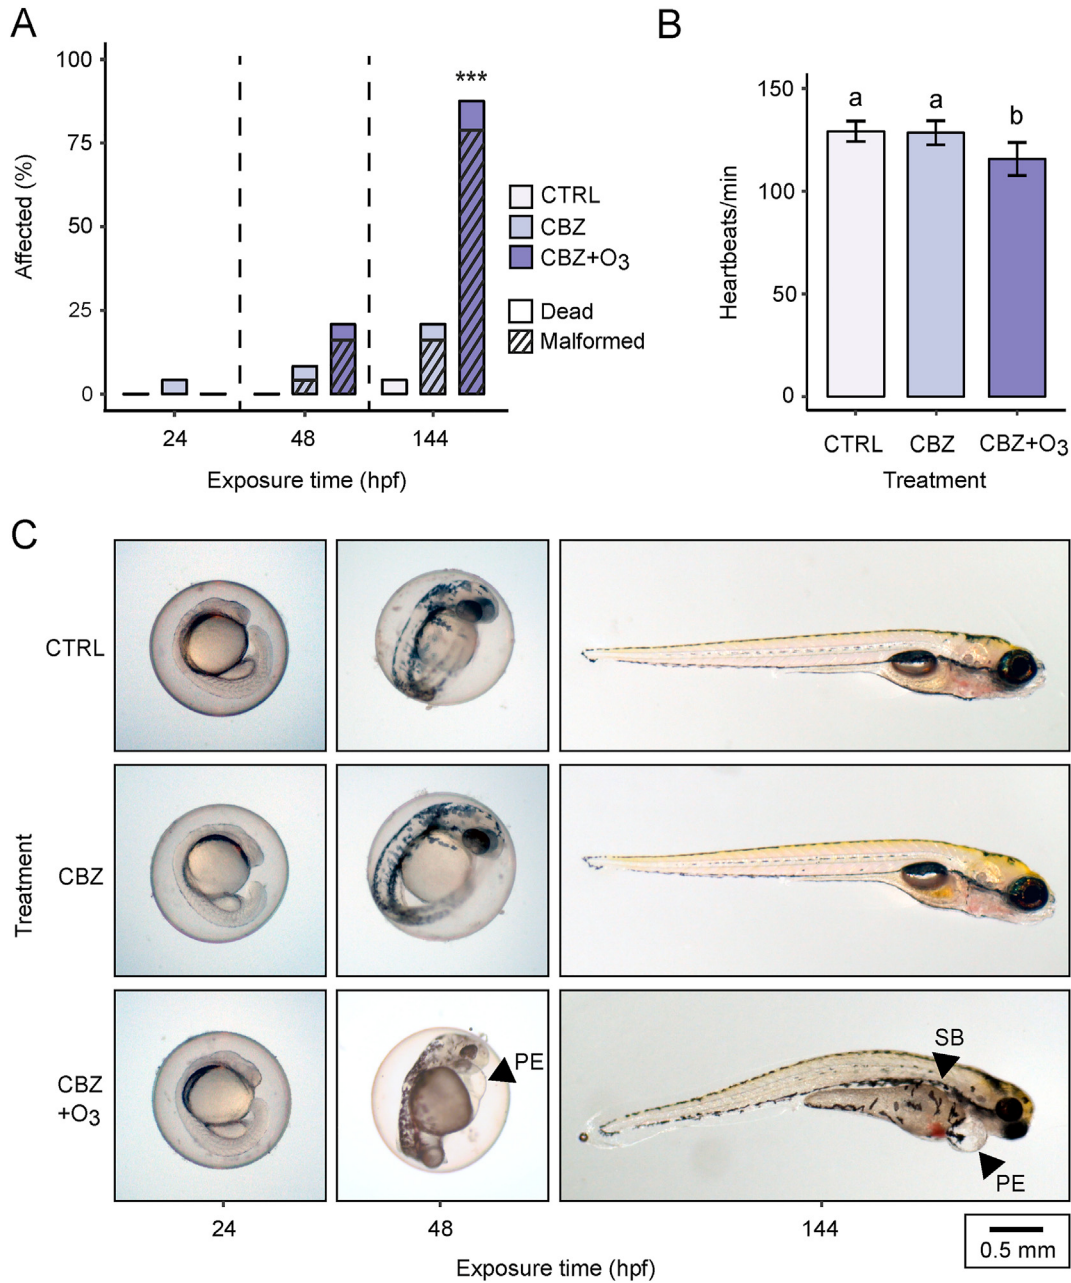 A
100
75
50
25
0
Affected (%)
***
24
48
144
Exposure time (hpf)
CTRL
CBZ
CBZ+O3
Dead
Malformed
B
150
100
50
0
Heartbeats/min
a
a
b
CTRL
CBZ
CBZ+O3
Treatment
C
CTRL
Treatment
CBZ
CBZ
+O3
PE
SB
PE
24
48
144
0.5 mm
Exposure time (hpf)